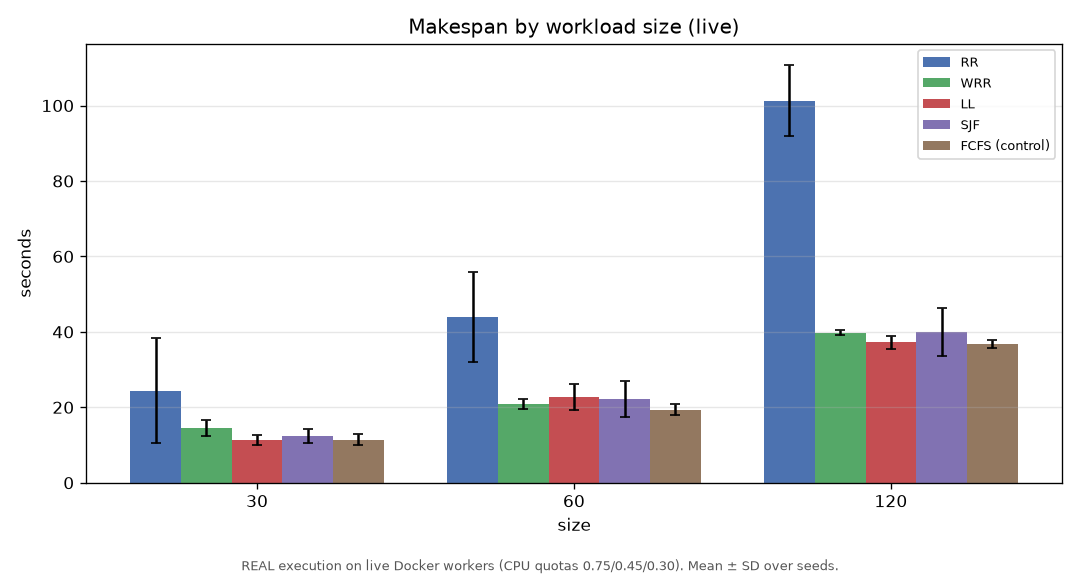 Makespan by workload size (live)
RR
WRR
LL
SJF
FCFS (control)
100
80
60
40
20
0
seconds
30
60
120
size
REAL execution on live Docker workers (CPU quotas 0.75/0.45/0.30). Mean ± SD over seeds.